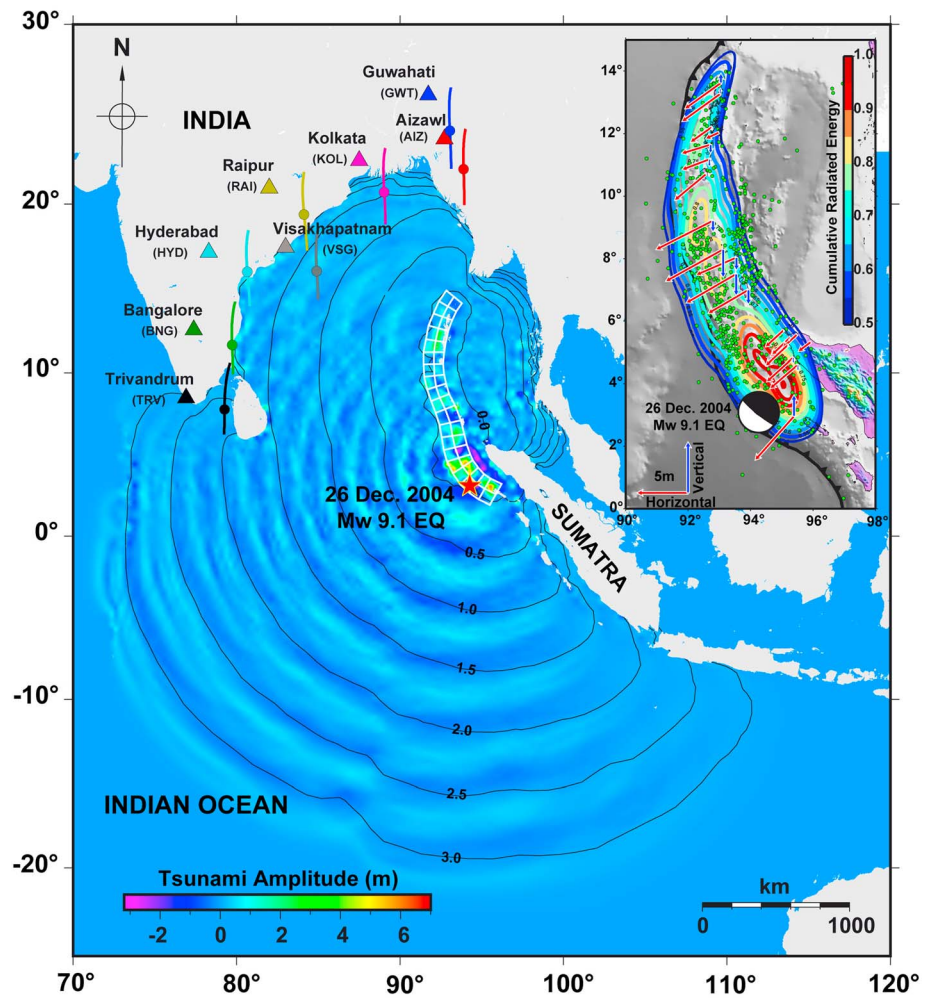 30°
20°
10°
0°
-10°
-20°
70°
80°
90°
100°
110°
120°
N
INDIA
Guwahati
(GWT)
Aizawl
(AIZ)
Kolkata
(KOL)
Raipur
(RAI)
Visakhapatnam
(VSG)
Hyderabad
(HYD)
Bangalore
(BNG)
Trivandrum
(TRV)
26 Dec. 2004
Mw 9.1 EQ
SUMATRA
0.0
0.5
1.0
1.5
2.0
2.5
3.0
INDIAN OCEAN
Tsunami Amplitude (m)
-2
0
2
4
6
km
0
1000
14°
12°
10°
8°
6°
4°
2°
0°
90°
92°
94°
96°
98°
Cumulative Radiated Energy
1.0
0.9
0.8
0.7
0.6
0.5
26 Dec. 2004
Mw 9.1 EQ
5m
Vertical
Horizontal